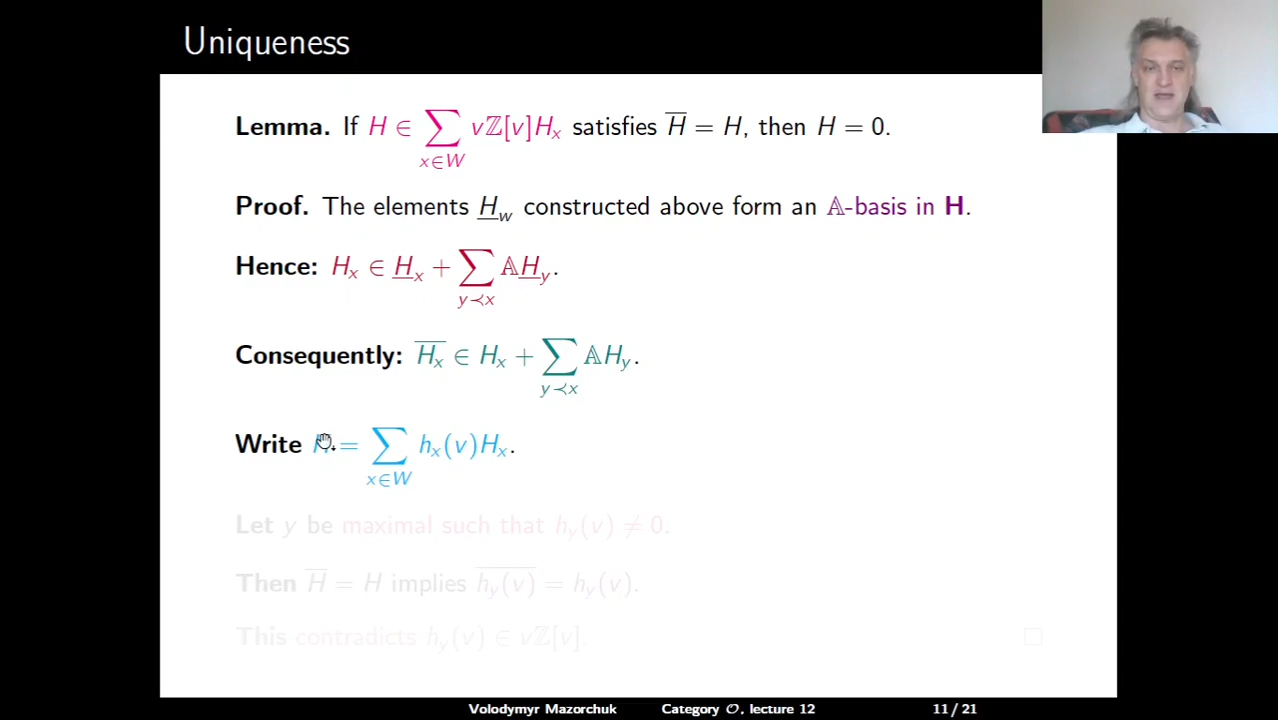 Uniqueness
Lemma. If H ∈ ∑_{x∈W} vℤ[v]H_x satisfies H̅ = H, then H = 0.
Proof. The elements H̲_w constructed above form an 𝔸-basis in H.
Hence: H_x ∈ H̲_x + ∑_{y≺x} 𝔸H̲_y.
Consequently: H̅_x̅ ∈ H_x + ∑_{y≺x} 𝔸H_y.
Write H = ∑_{x∈W} h_x(v)H_x.
Let y be maximal such that h_y(v) ≠ 0.
Then H̅ = H implies \overline{h_y(v)} = h_y(v).
This contradicts h_y(v) ∈ vℤ[v]. □
Volodymyr Mazorchuk Category 𝒪, lecture 12 11 / 21